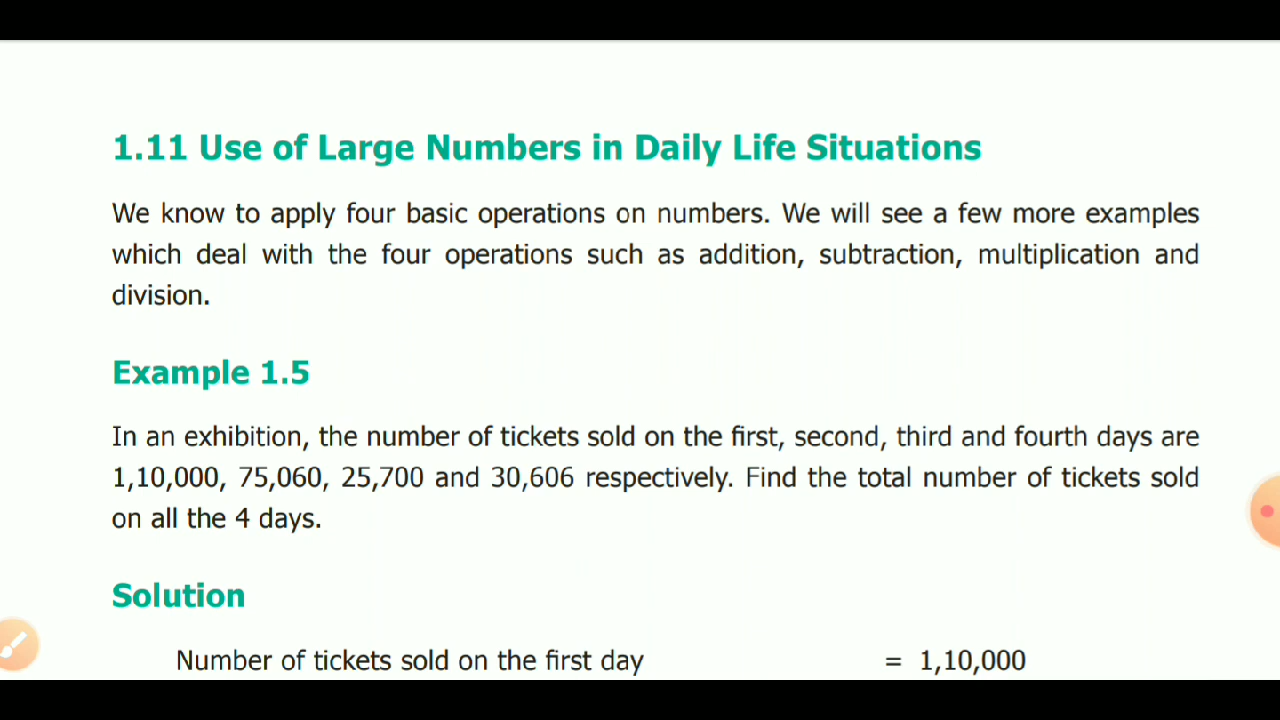 1.11 Use of Large Numbers in Daily Life Situations
We know to apply four basic operations on numbers. We will see a few more examples
which deal with the four operations such as addition, subtraction, multiplication and
division.
Example 1.5
In an exhibition, the number of tickets sold on the first, second, third and fourth days are
1,10,000, 75,060, 25,700 and 30,606 respectively. Find the total number of tickets sold
on all the 4 days.
Solution
Number of tickets sold on the first day = 1,10,000